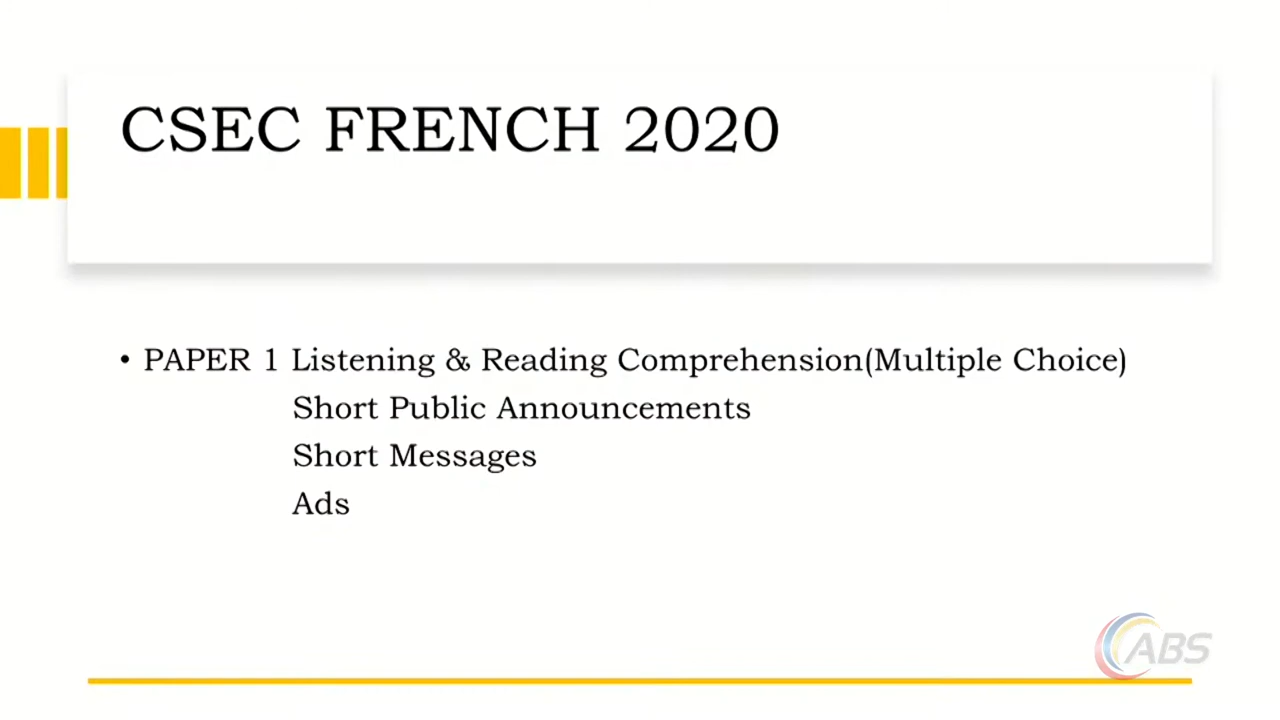 CSEC FRENCH 2020
• PAPER 1 Listening & Reading Comprehension(Multiple Choice)
Short Public Announcements
Short Messages
Ads
ABS